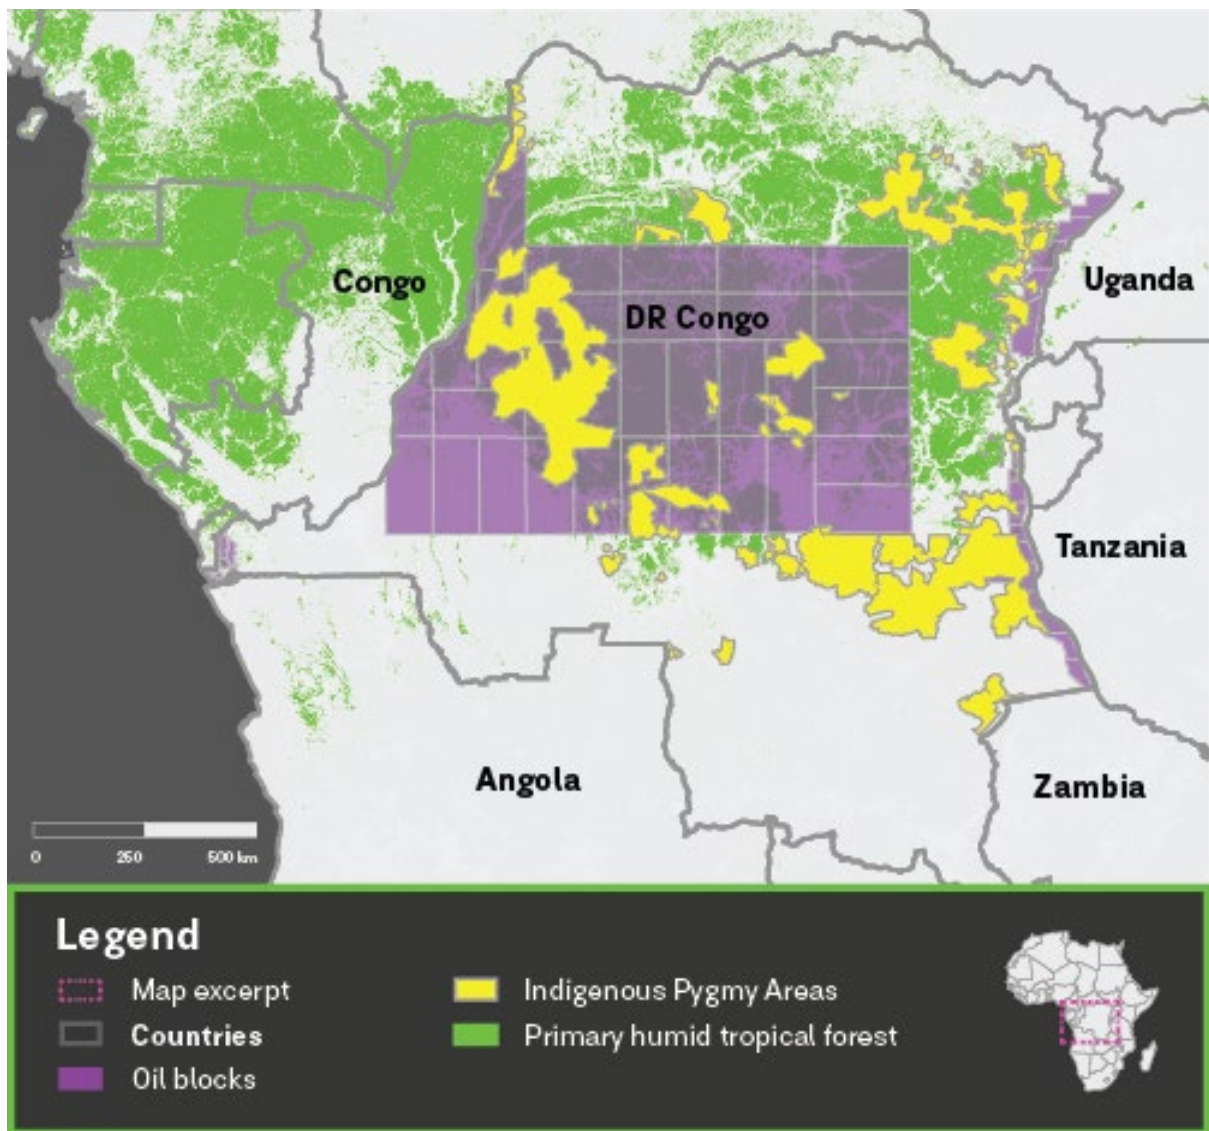 Congo
DR Congo
Uganda
Tanzania
Angola
Zambia
0 250 500 km
Legend
Map excerpt
Countries
Oil blocks
Indigenous Pygmy Areas
Primary humid tropical forest